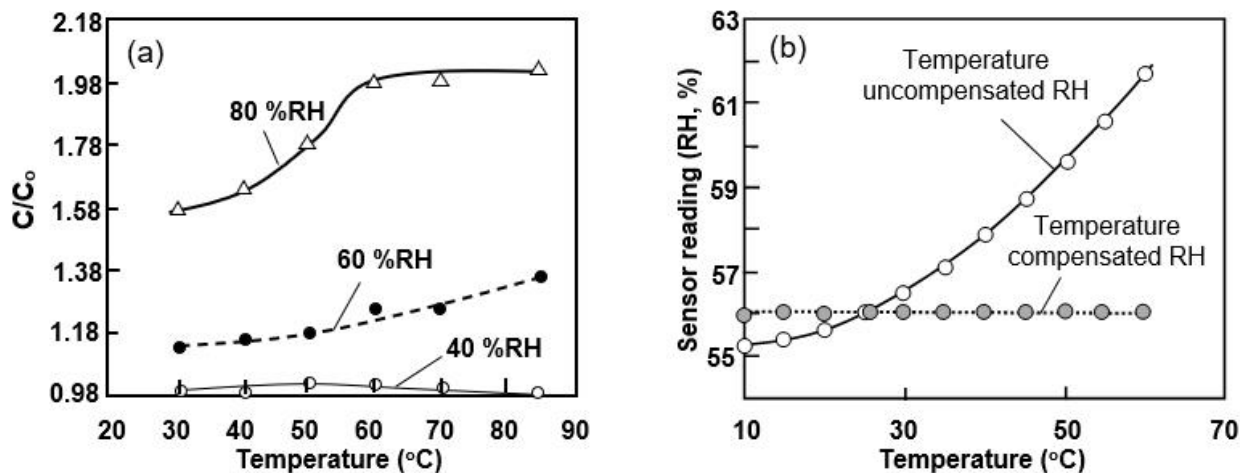 (a)
2.18
1.98
1.78
1.58
1.38
1.18
0.98
C/Co
80 %RH
60 %RH
40 %RH
20 30 40 50 60 70 80 90
Temperature (°C)
(b)
63
61
59
57
55
Sensor reading (RH, %)
Temperature
uncompensated RH
Temperature
compensated RH
10 30 50 70
Temperature (°C)